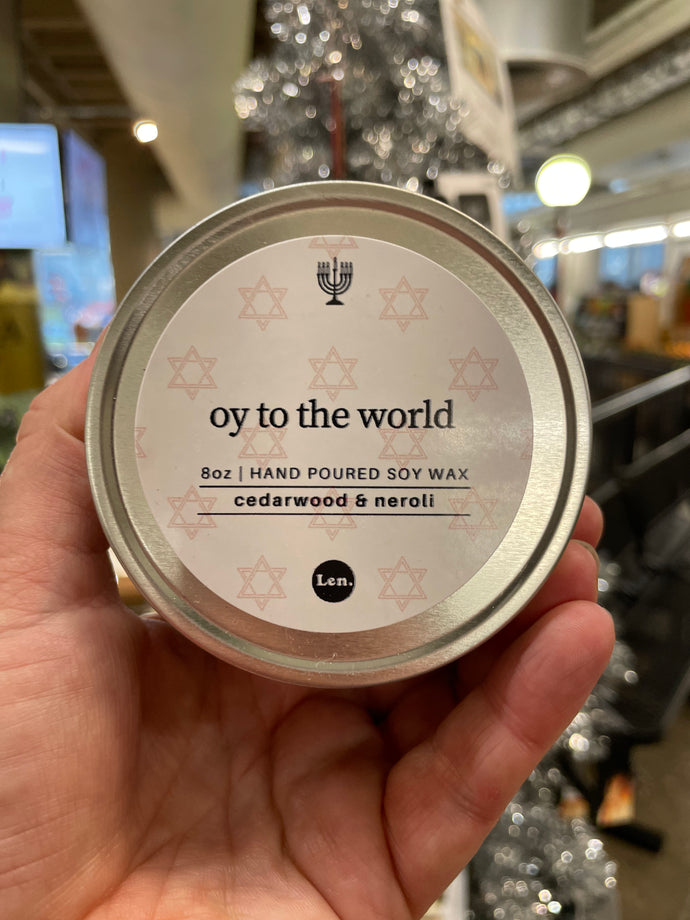 oy to the world
8oz | HAND POURED SOY WAX
cedarwood & neroli
Len.